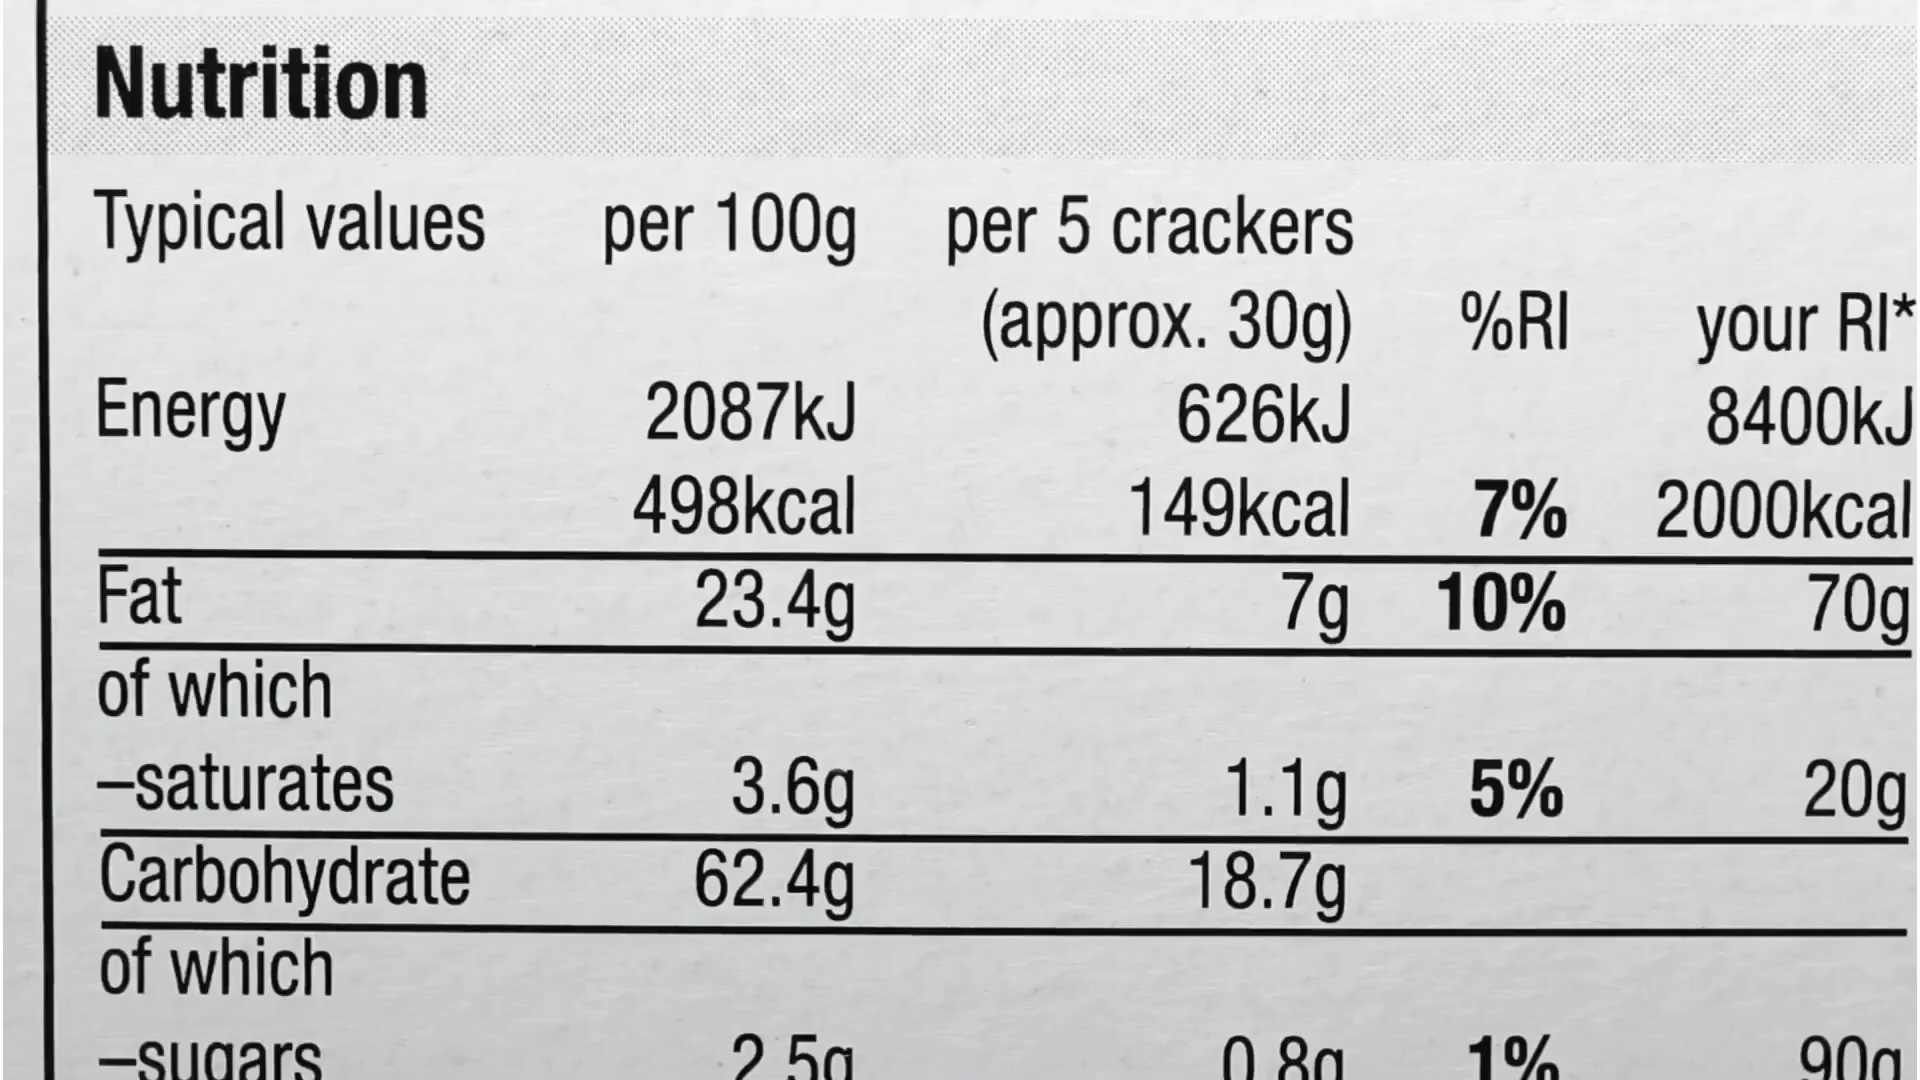 Nutrition
Typical values per 100g per 5 crackers
(approx. 30g) %RI your RI*
Energy 2087kJ 626kJ 8400kJ
498kcal 149kcal 7% 2000kcal
Fat 23.4g 7g 10% 70g
of which
–saturates 3.6g 1.1g 5% 20g
Carbohydrate 62.4g 18.7g
of which
–sugars 2.5g 0.8g 1% 90g